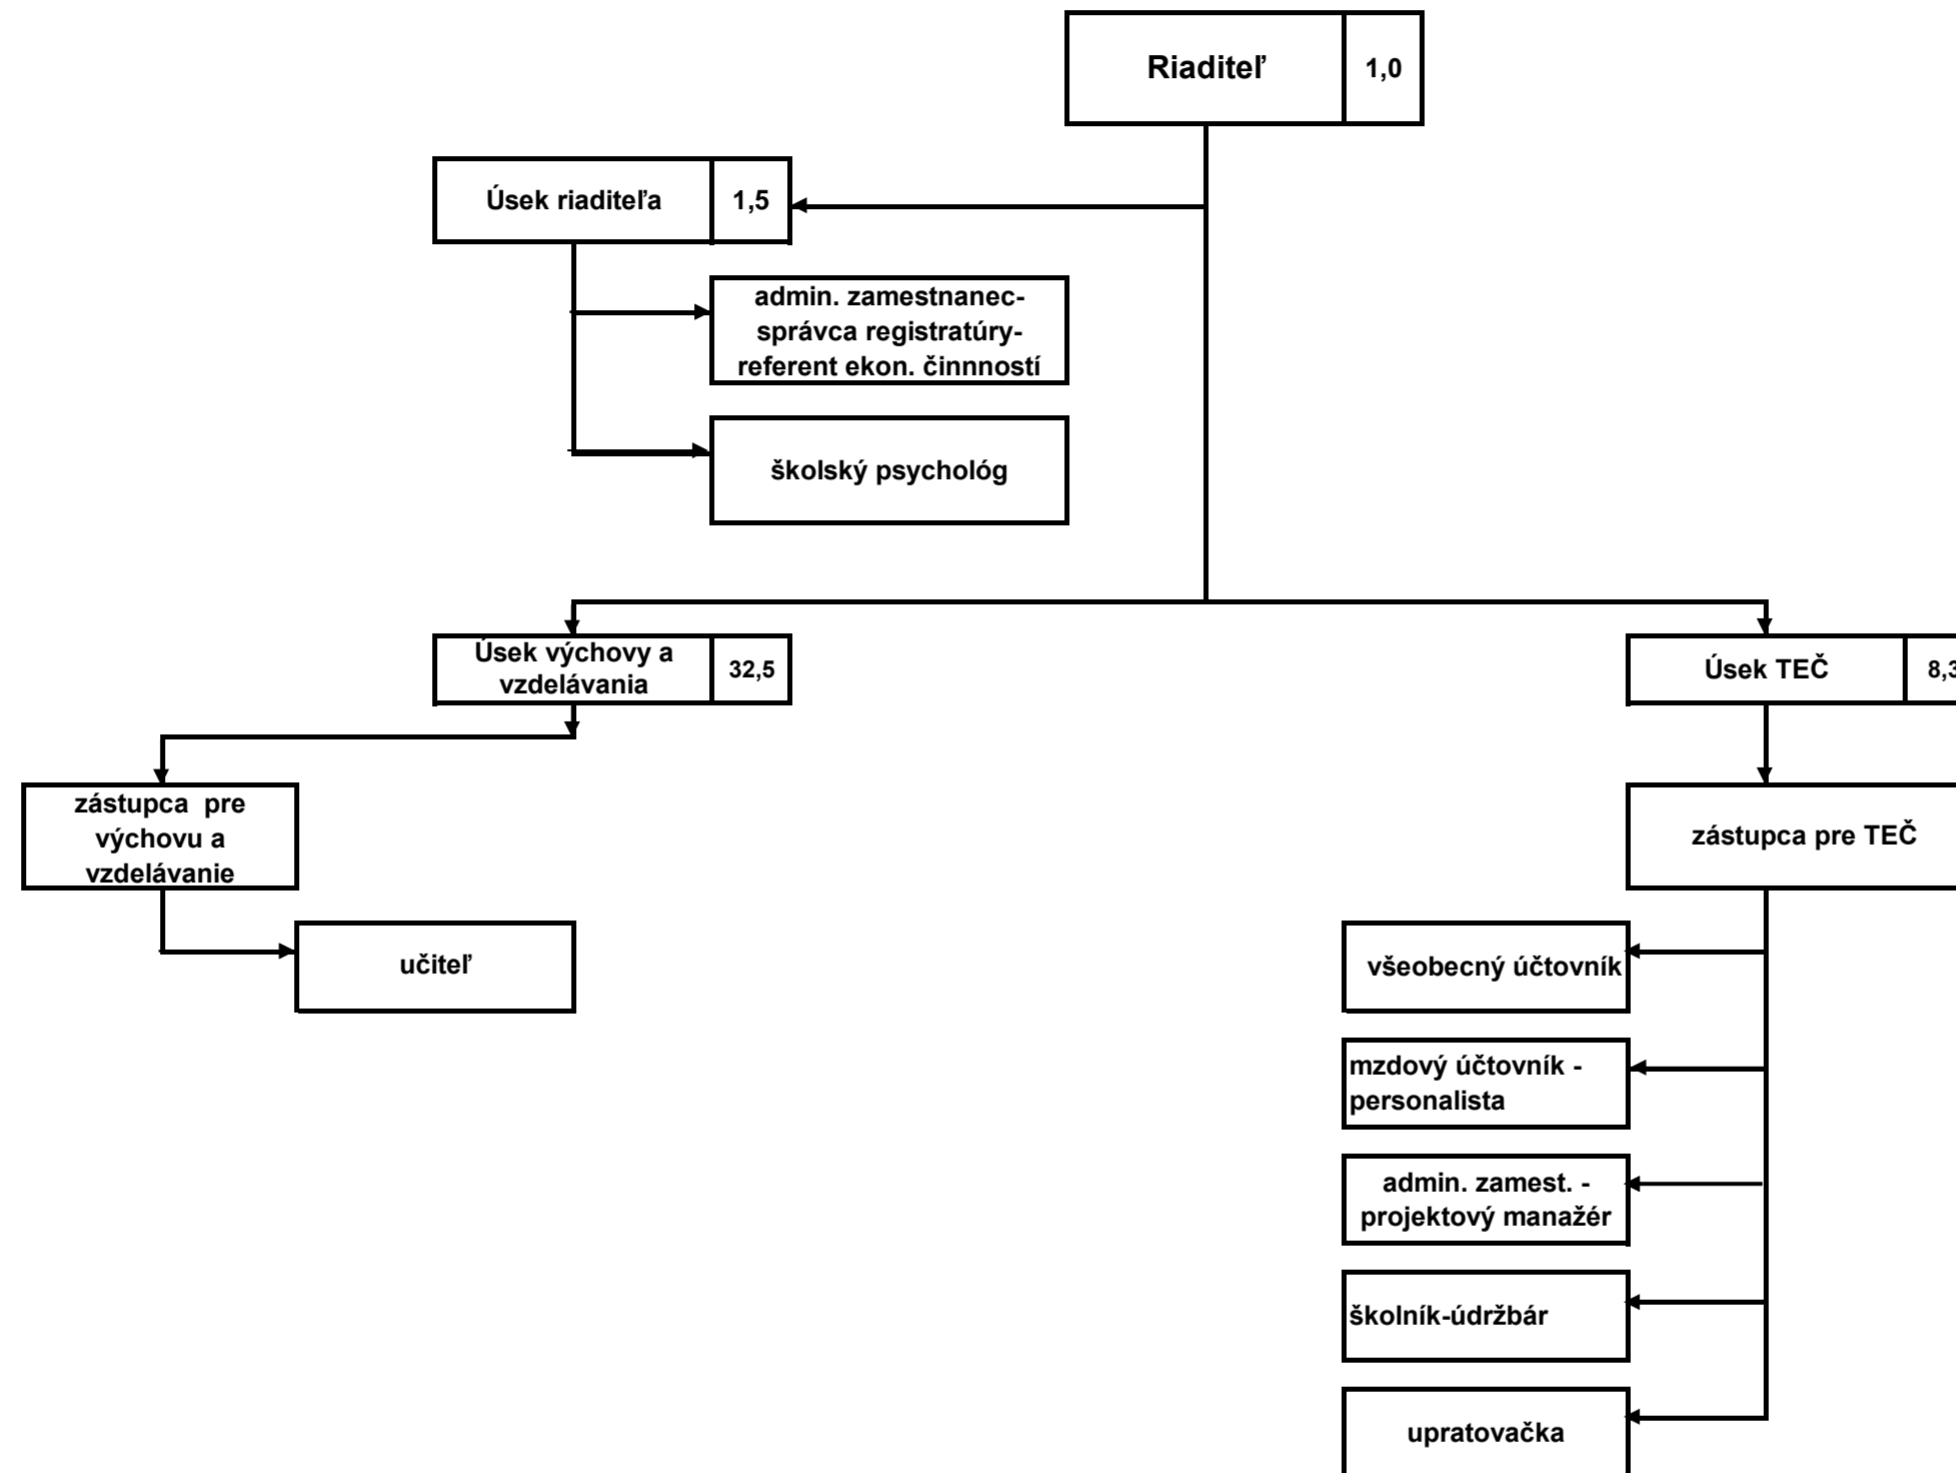 Riaditeľ 1,0
Úsek riaditeľa 1,5
admin. zamestnanec-
správca registratúry-
referent ekon. činnností
školský psychológ
Úsek výchovy a
vzdelávania
32,5
Úsek TEČ 8,3
zástupca pre
výchovu a
vzdelávanie
zástupca pre TEČ
učiteľ
všeobecný účtovník
mzdový účtovník -
personalista
admin. zamest. -
projektový manažér
školník-údržbár
upratovačka